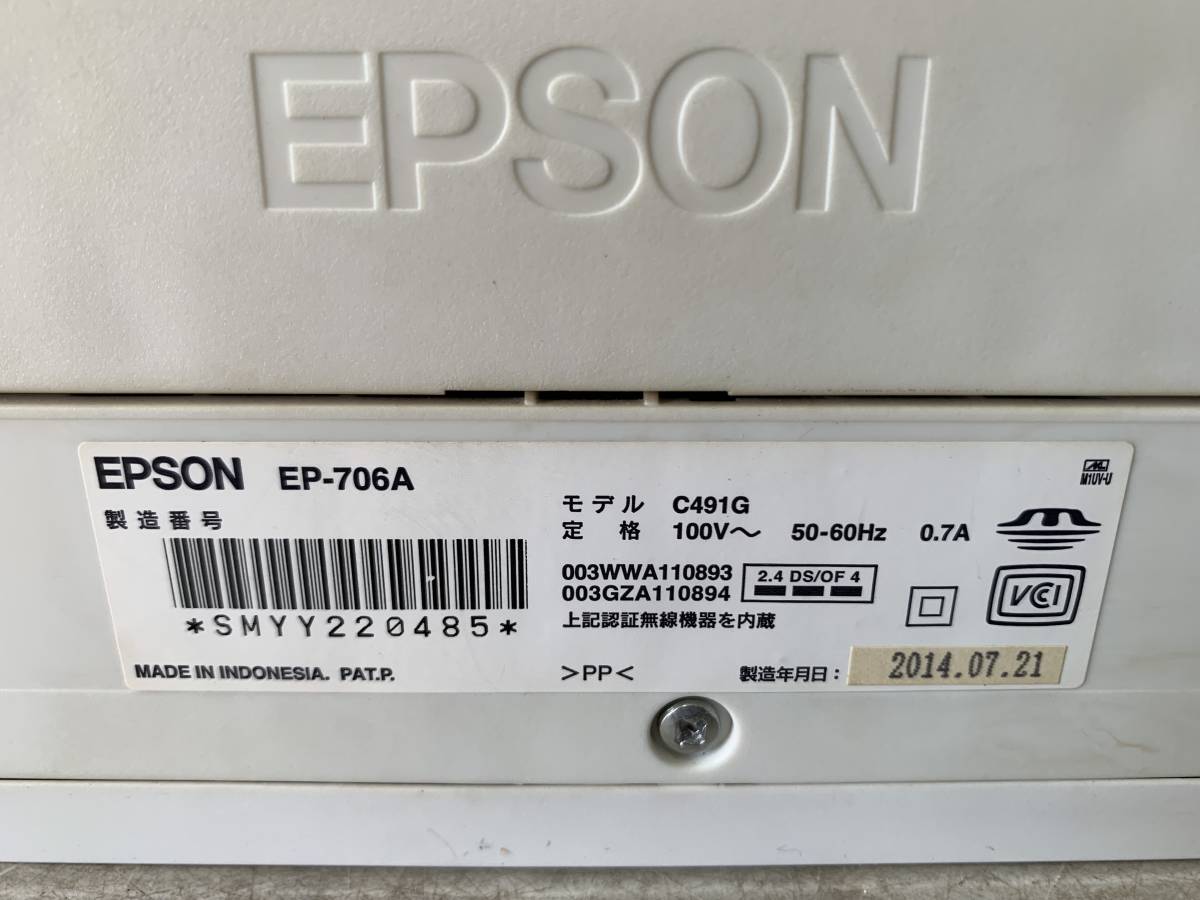 EPSON
EPSON EP-706A
製造番号
*SMYY220485*
MADE IN INDONESIA. PAT.P.
モデル C491G
定格 100V～ 50-60Hz 0.7A
003WWA110893
003GZA110894
2.4 DS/OF 4
上記認証無線機器を内蔵
>PP<
製造年月日： 2014.07.21
M1UV-U
VCI